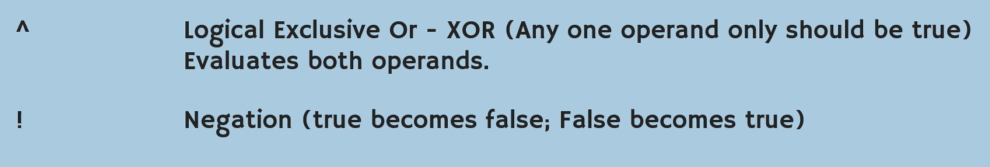 ^ Logical Exclusive Or - XOR (Any one operand only should be true)
Evaluates both operands.
! Negation (true becomes false; False becomes true)